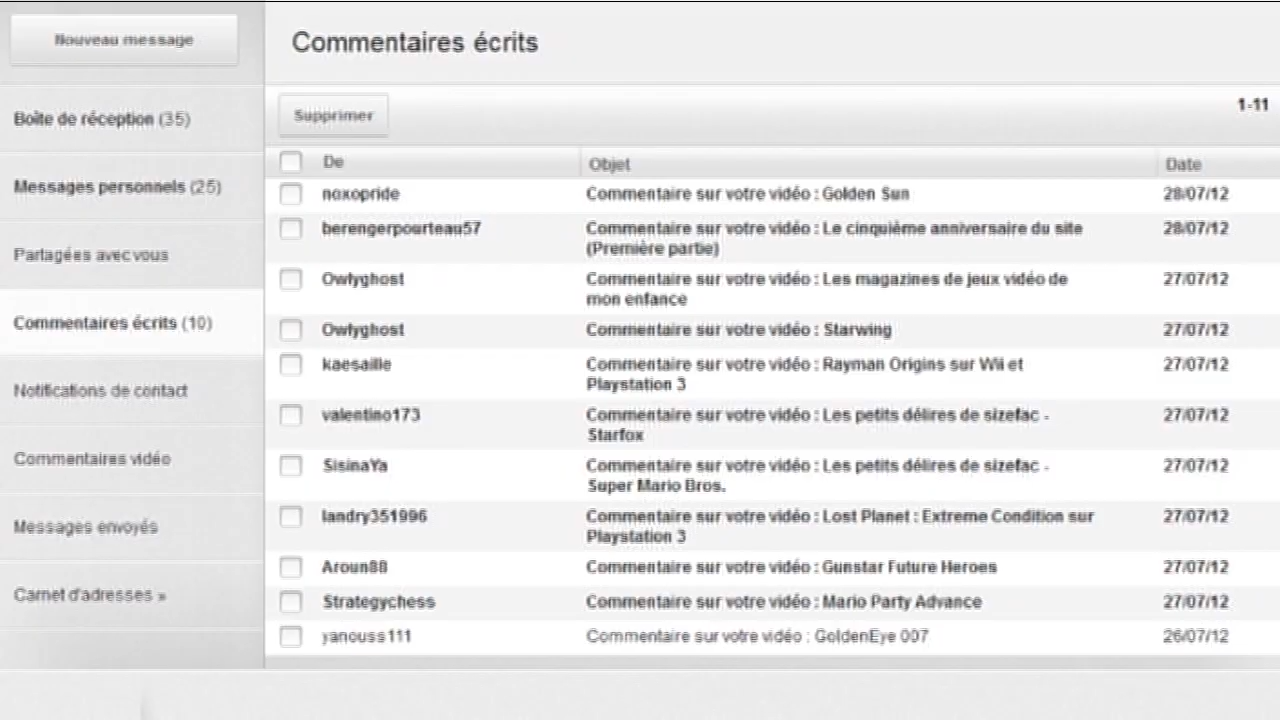 Nouveau message
Commentaires écrits
Boîte de réception (35)
Messages personnels (25)
Partagées avec vous
Commentaires écrits (10)
Notifications de contact
Commentaires vidéo
Messages envoyés
Carnet d'adresses »
Supprimer
1-11
De Objet Date
noxopride Commentaire sur votre vidéo : Golden Sun 28/07/12
berengerpourteau57 Commentaire sur votre vidéo : Le cinquième anniversaire du site 28/07/12
(Première partie)
Owlyghost Commentaire sur votre vidéo : Les magazines de jeux vidéo de 27/07/12
mon enfance
Owlyghost Commentaire sur votre vidéo : Starwing 27/07/12
kaesaille Commentaire sur votre vidéo : Rayman Origins sur Wii et 27/07/12
Playstation 3
valentino173 Commentaire sur votre vidéo : Les petits délires de sizefac - 27/07/12
Starfox
SisinaYa Commentaire sur votre vidéo : Les petits délires de sizefac - 27/07/12
Super Mario Bros.
landry351996 Commentaire sur votre vidéo : Lost Planet : Extreme Condition sur 27/07/12
Playstation 3
Aroun88 Commentaire sur votre vidéo : Gunstar Future Heroes 27/07/12
Strategychess Commentaire sur votre vidéo : Mario Party Advance 27/07/12
yanouss111 Commentaire sur votre vidéo : GoldenEye 007 26/07/12